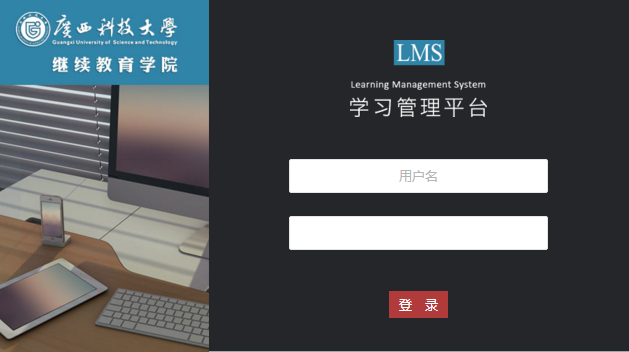 广西科技大学
Guangxi University of Science and Technology
继续教育学院
LMS
Learning Management System
学习管理平台
用户名
登 录